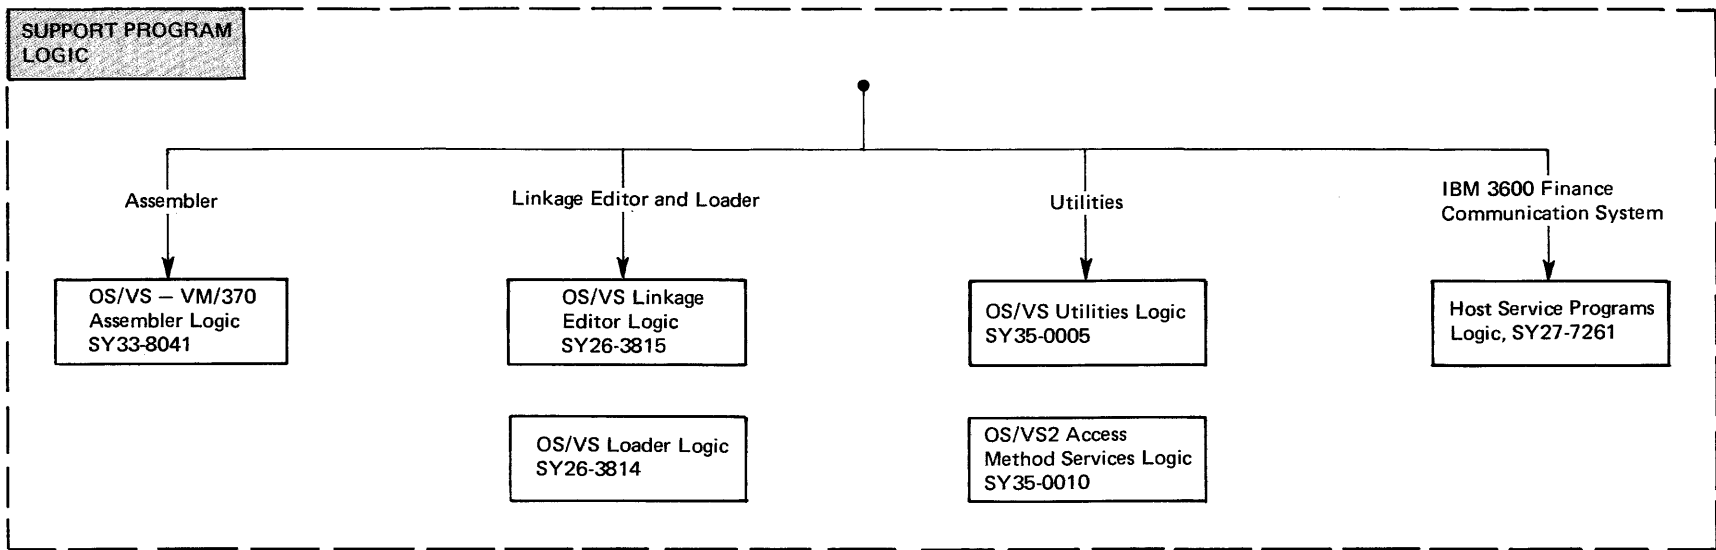 SUPPORT PROGRAM
LOGIC
Assembler
Linkage Editor and Loader
Utilities
IBM 3600 Finance
Communication System
OS/VS – VM/370
Assembler Logic
SY33-8041
OS/VS Linkage
Editor Logic
SY26-3815
OS/VS Utilities Logic
SY35-0005
Host Service Programs
Logic, SY27-7261
OS/VS Loader Logic
SY26-3814
OS/VS2 Access
Method Services Logic
SY35-0010